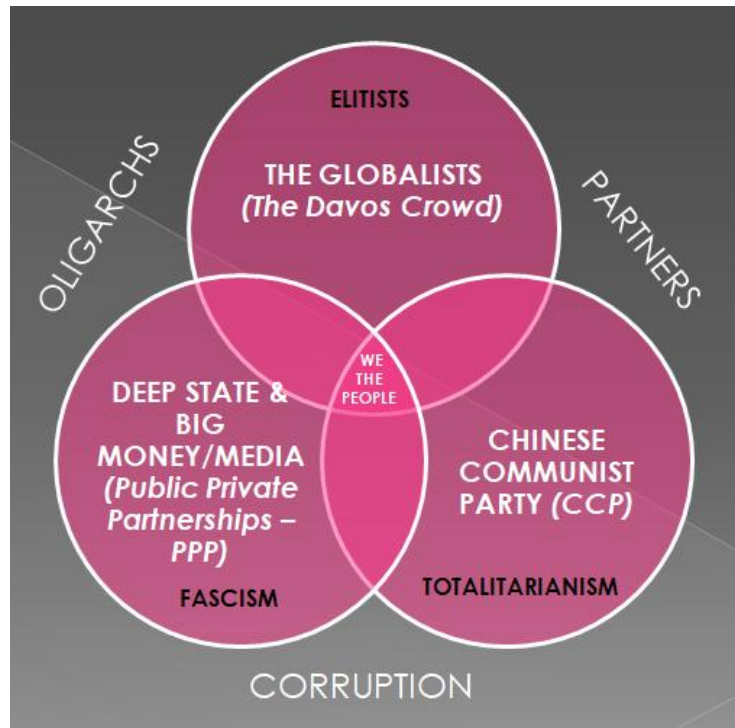 ELITISTS
THE GLOBALISTS
(The Davos Crowd)
OLIGARCHS
PARTNERS
WE
THE
PEOPLE
DEEP STATE &
BIG
MONEY/MEDIA
(Public Private
Partnerships –
PPP)
FASCISM
CHINESE
COMMUNIST
PARTY (CCP)
TOTALITARIANISM
CORRUPTION